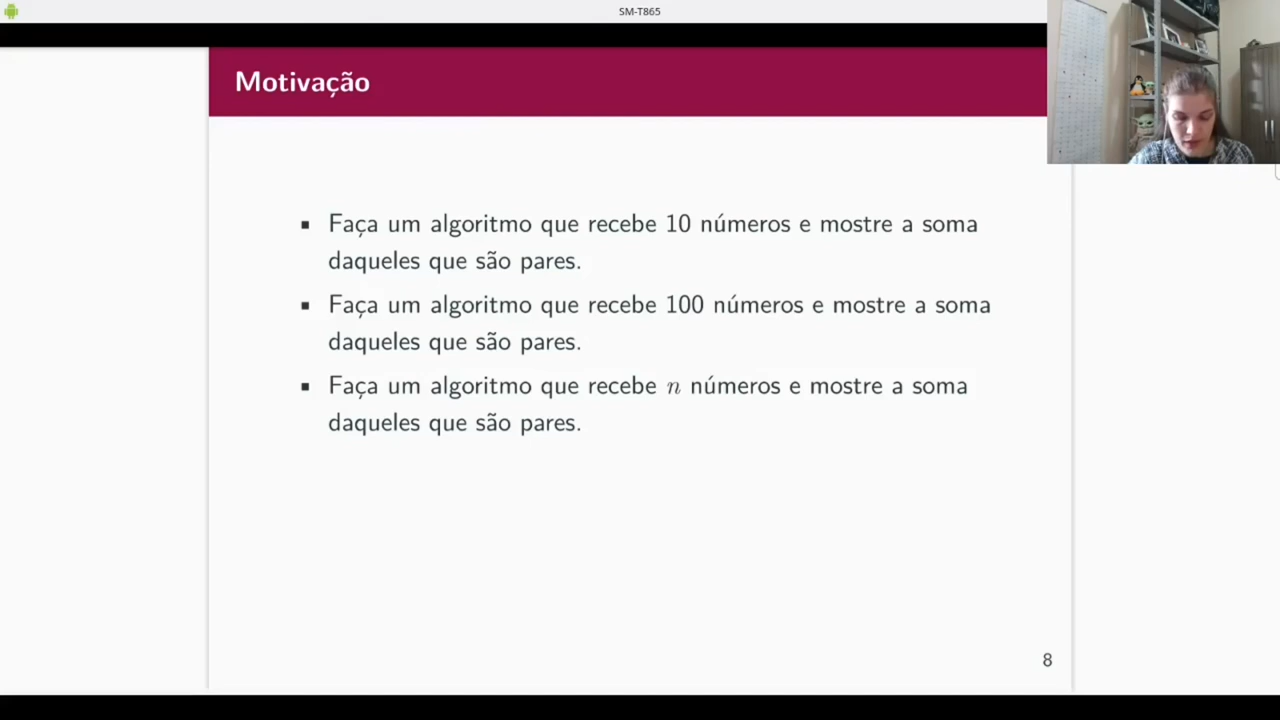 SM-T865
Motivação
▪ Faça um algoritmo que recebe 10 números e mostre a soma
daqueles que são pares.
▪ Faça um algoritmo que recebe 100 números e mostre a soma
daqueles que são pares.
▪ Faça um algoritmo que recebe n números e mostre a soma
daqueles que são pares.
8